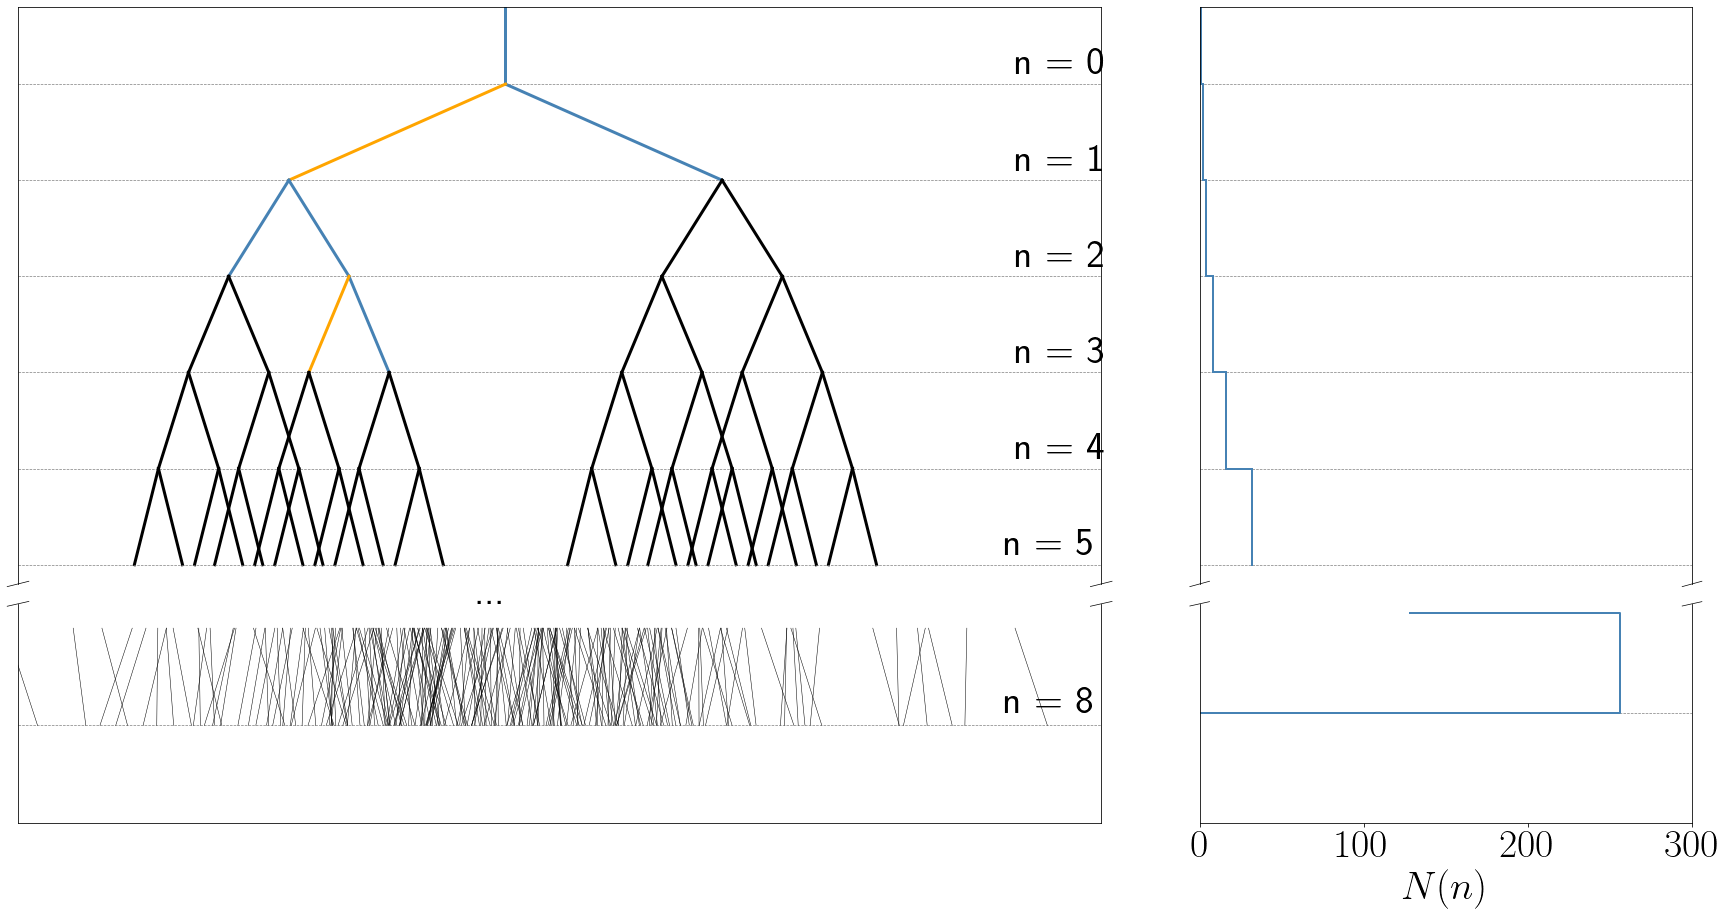 n = 0
n = 1
n = 2
n = 3
n = 4
n = 5
...
n = 8
0 100 200 300
N(n)